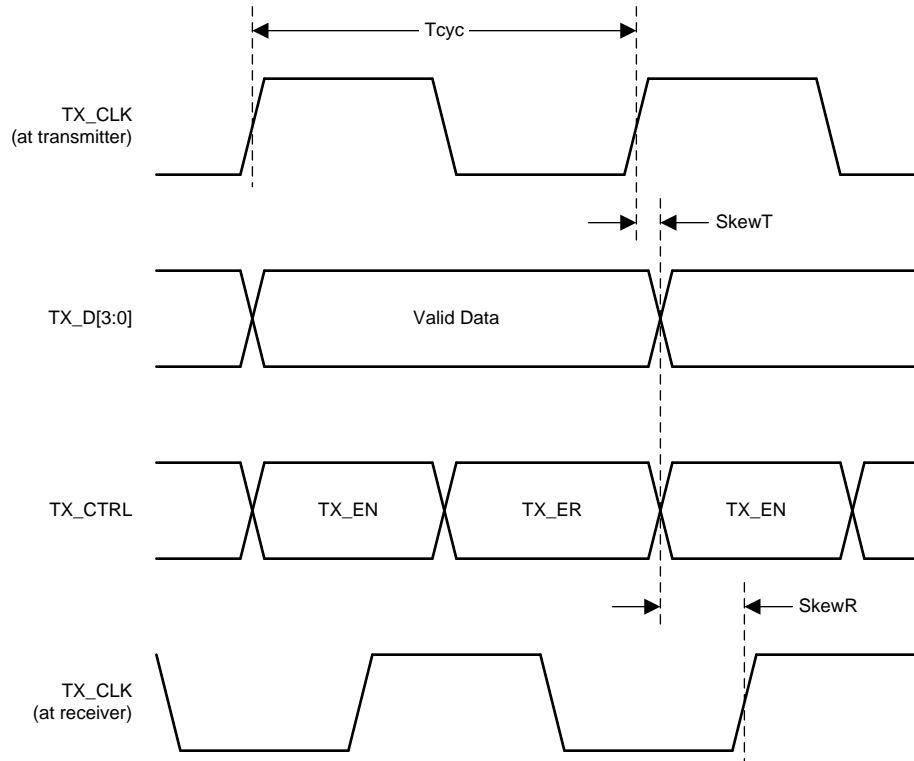 Tcyc
TX_CLK
(at transmitter)
SkewT
TX_D[3:0]
Valid Data
TX_CTRL
TX_EN
TX_ER
TX_EN
SkewR
TX_CLK
(at receiver)